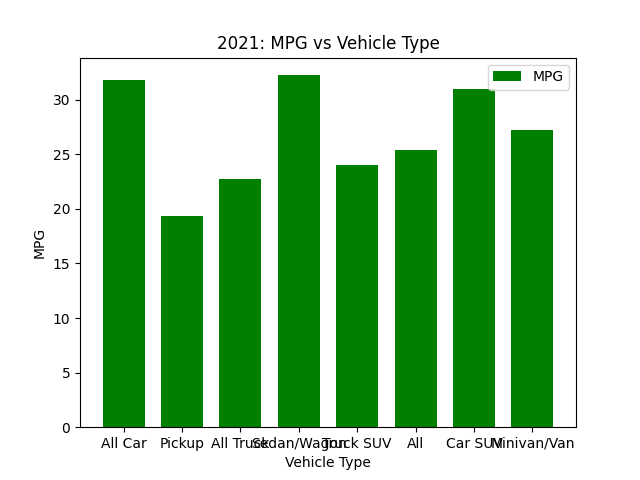 2021: MPG vs Vehicle Type
MPG
30
25
20
15
10
5
0
MPG
All Car Pickup All Truck Sedan/Wagon Truck SUV All Car SUV Minivan/Van
Vehicle Type